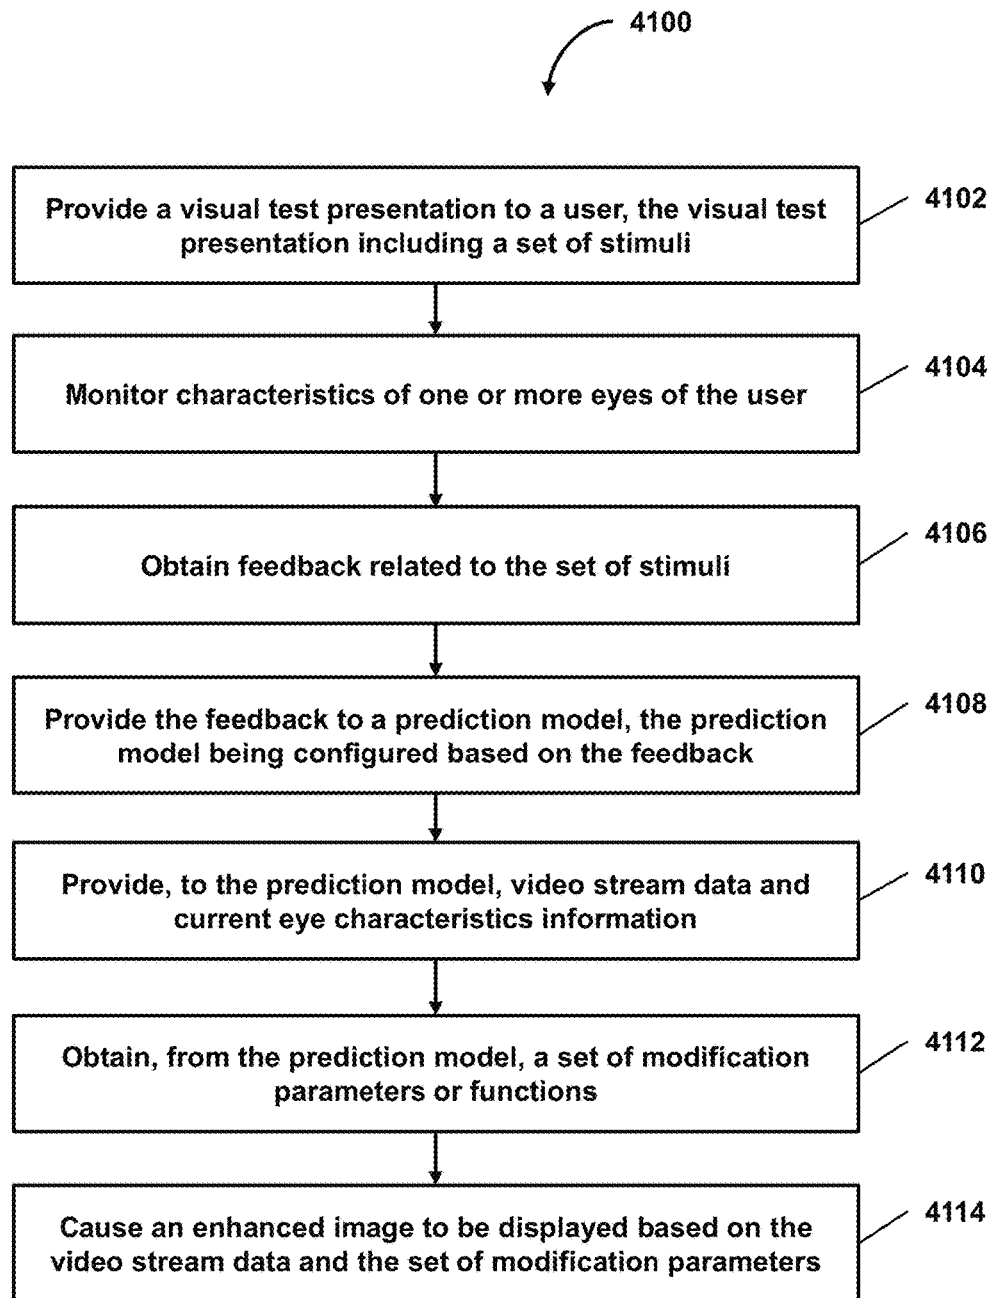 4100
Provide a visual test presentation to a user, the visual test
presentation including a set of stimuli
4102
Monitor characteristics of one or more eyes of the user
4104
Obtain feedback related to the set of stimuli
4106
Provide the feedback to a prediction model, the prediction
model being configured based on the feedback
4108
Provide, to the prediction model, video stream data and
current eye characteristics information
4110
Obtain, from the prediction model, a set of modification
parameters or functions
4112
Cause an enhanced image to be displayed based on the
video stream data and the set of modification parameters
4114